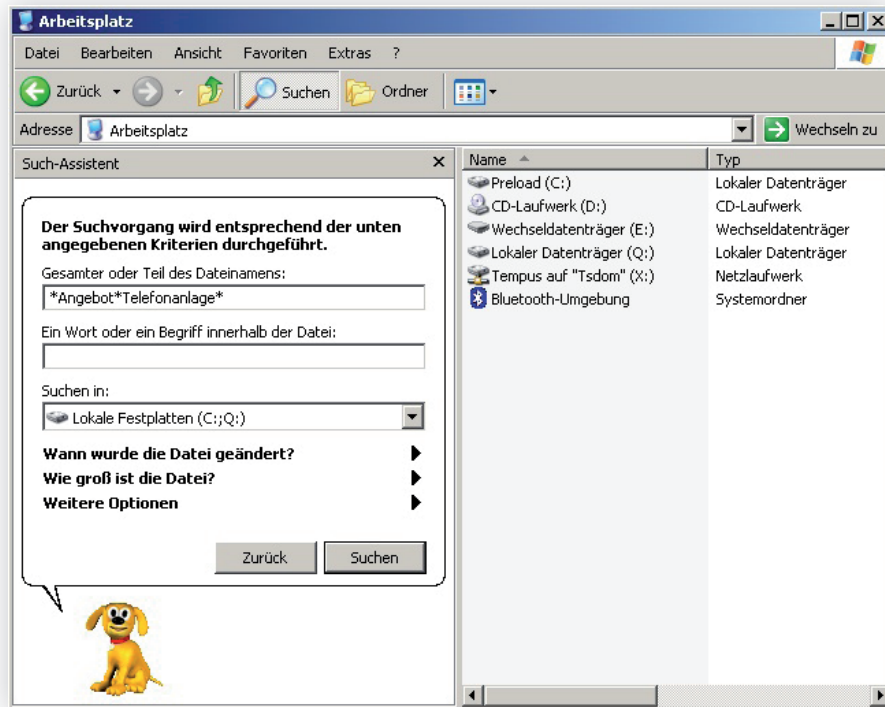 Arbeitsplatz
Datei Bearbeiten Ansicht Favoriten Extras ?
Zurück Suchen Ordner
Adresse Arbeitsplatz Wechseln zu
Such-Assistent
Der Suchvorgang wird entsprechend der unten
angegebenen Kriterien durchgeführt.
Gesamter oder Teil des Dateinamens:
*Angebot*Telefonanlage*
Ein Wort oder ein Begriff innerhalb der Datei:
Suchen in:
Lokale Festplatten (C:;Q:)
Wann wurde die Datei geändert?
Wie groß ist die Datei?
Weitere Optionen
Zurück Suchen
Name Typ
Preload (C:) Lokaler Datenträger
CD-Laufwerk (D:) CD-Laufwerk
Wechseldatenträger (E:) Wechseldatenträger
Lokaler Datenträger (Q:) Lokaler Datenträger
Tempus auf "Tsdom" (X:) Netzlaufwerk
Bluetooth-Umgebung Systemordner